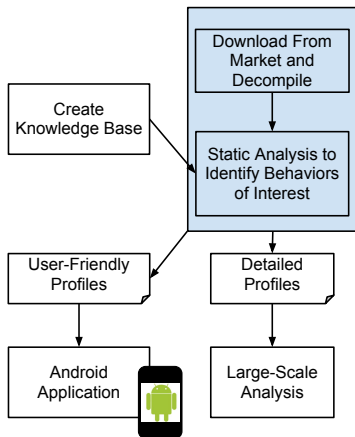 Download From
Market and
Decompile
Create
Knowledge Base
Static Analysis to
Identify Behaviors
of Interest
User-Friendly
Profiles
Detailed
Profiles
Android
Application
Large-Scale
Analysis